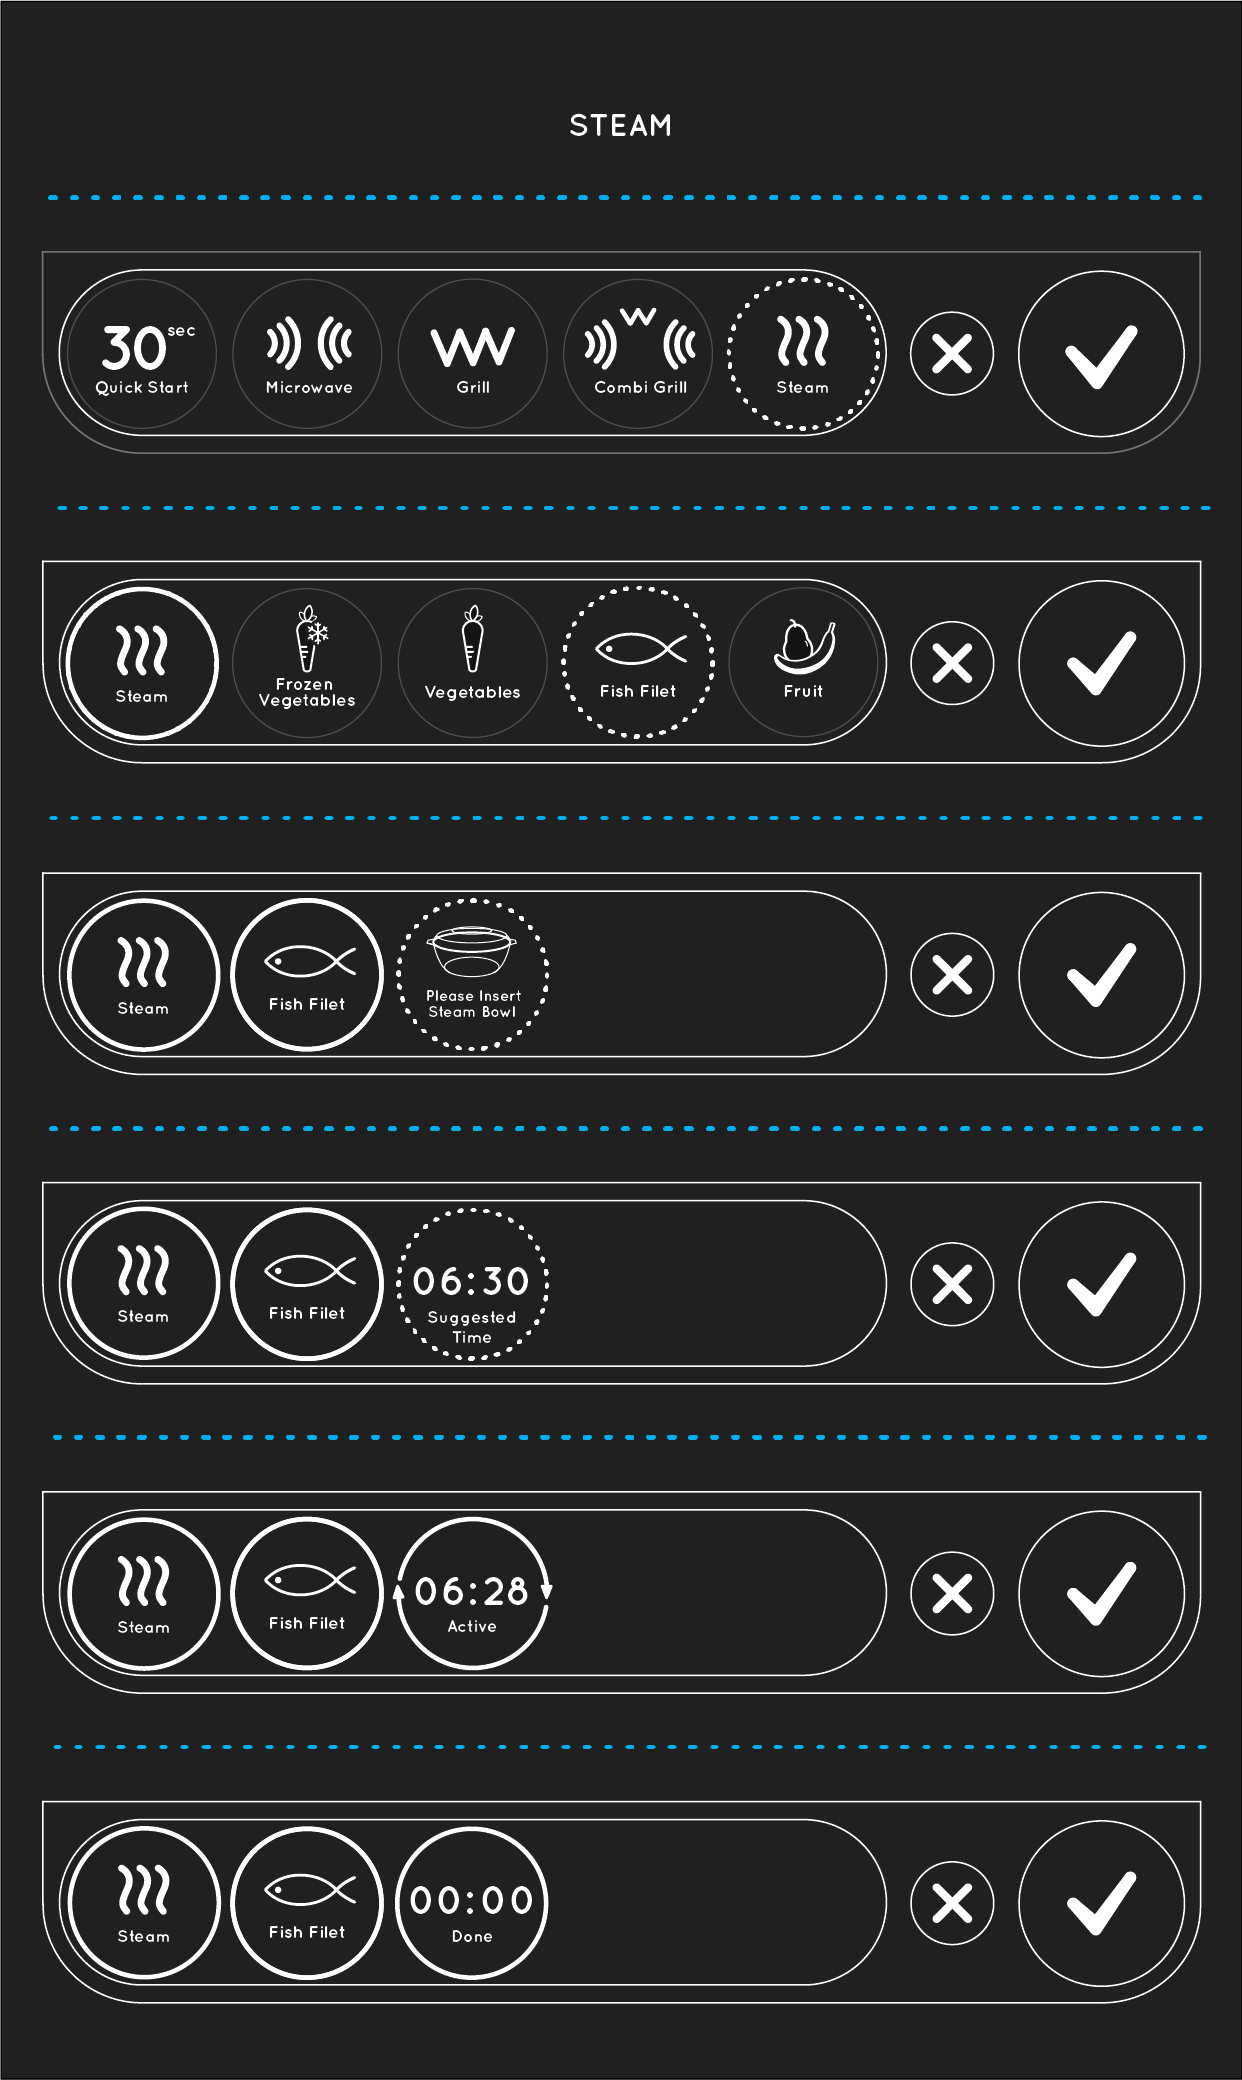 STEAM
30 sec
Quick Start
Microwave
Grill
Combi Grill
Steam
Steam
Frozen
Vegetables
Vegetables
Fish Filet
Fruit
Steam
Fish Filet
Please Insert
Steam Bowl
Steam
Fish Filet
06:30
Suggested
Time
Steam
Fish Filet
06:28
Active
Steam
Fish Filet
00:00
Done